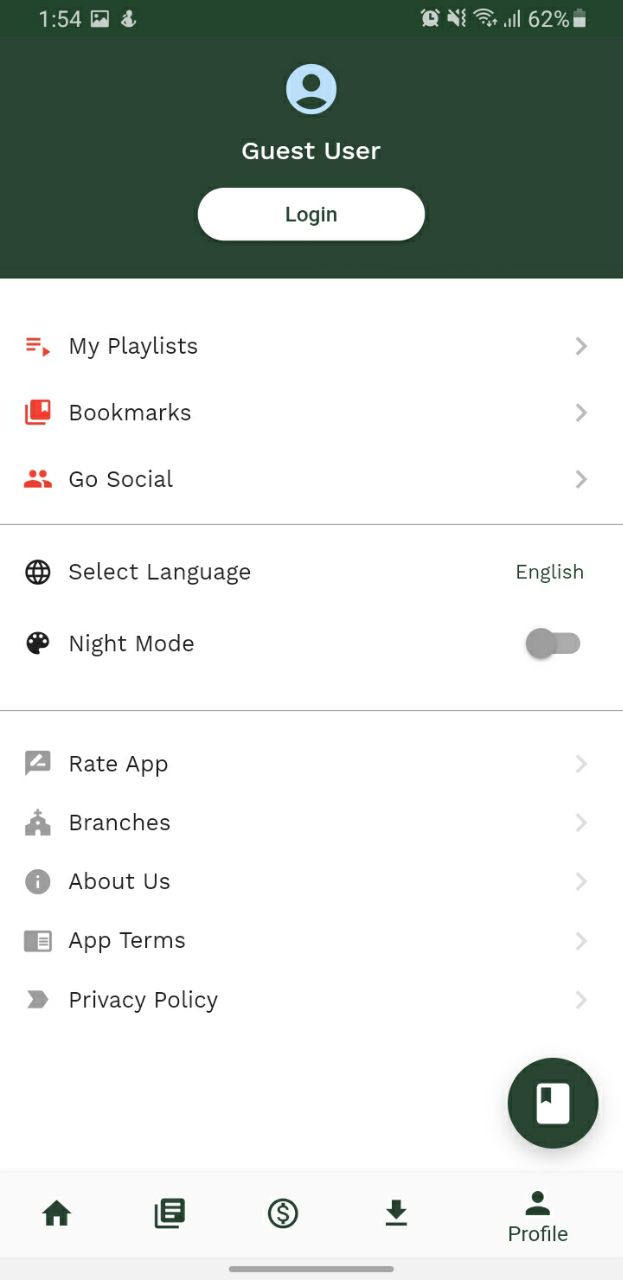 1:54 62%
Guest User
Login
My Playlists
Bookmarks
Go Social
Select Language English
Night Mode
Rate App
Branches
About Us
App Terms
Privacy Policy
Profile